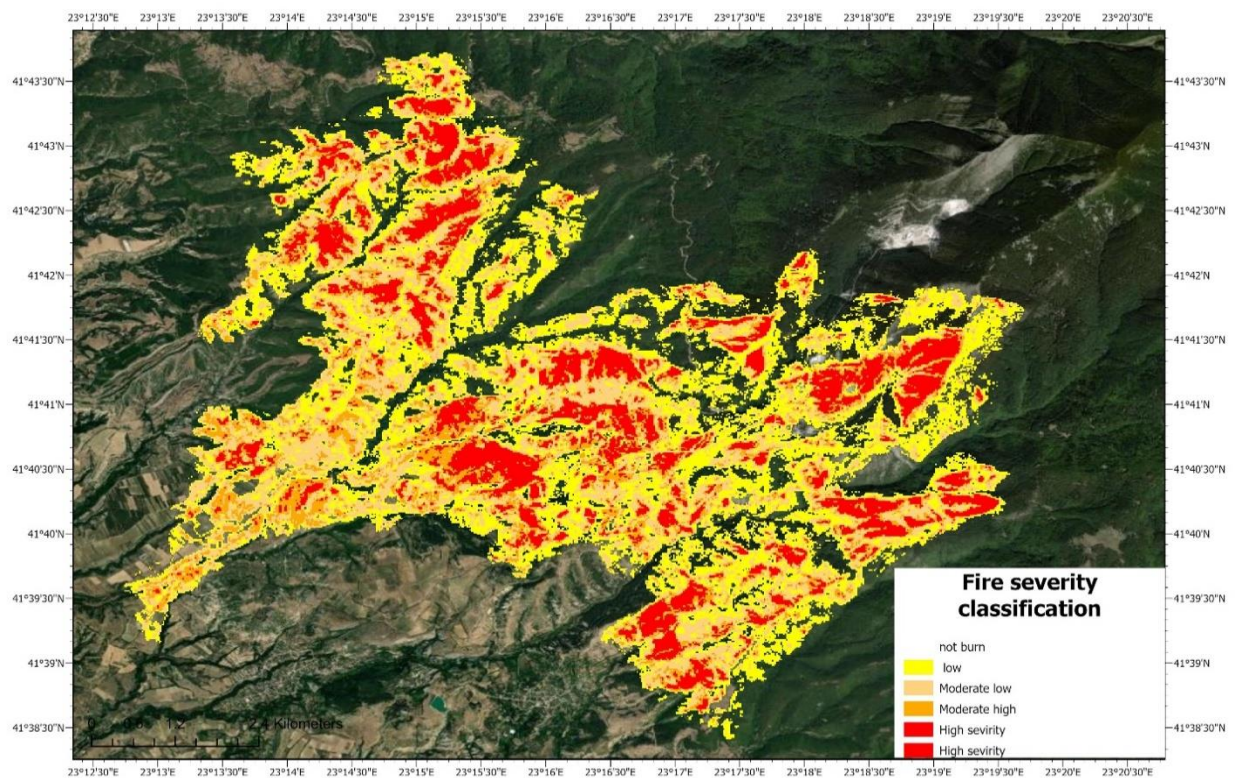 23°12'30"E 23°13'E 23°13'30"E 23°14'E 23°14'30"E 23°15'E 23°15'30"E 23°16'E 23°16'30"E 23°17'E 23°17'30"E 23°18'E 23°18'30"E 23°19'E 23°19'30"E 23°20'E 23°20'30"E
41°43'30"N 41°43'30"N
41°43'N 41°43'N
41°42'30"N 41°42'30"N
41°42'N 41°42'N
41°41'30"N 41°41'30"N
41°41'N 41°41'N
41°40'30"N 41°40'30"N
41°40'N 41°40'N
41°39'30"N 41°39'30"N
41°39'N 41°39'N
41°38'30"N 41°38'30"N
Fire severity
classification
not burn
low
Moderate low
Moderate high
High sevirity
High sevirity
0 0.6 1.2 2.4 Kilometers
23°12'30"E 23°13'E 23°13'30"E 23°14'E 23°14'30"E 23°15'E 23°15'30"E 23°16'E 23°16'30"E 23°17'E 23°17'30"E 23°18'E 23°18'30"E 23°19'E 23°19'30"E 23°20'E 23°20'30"E